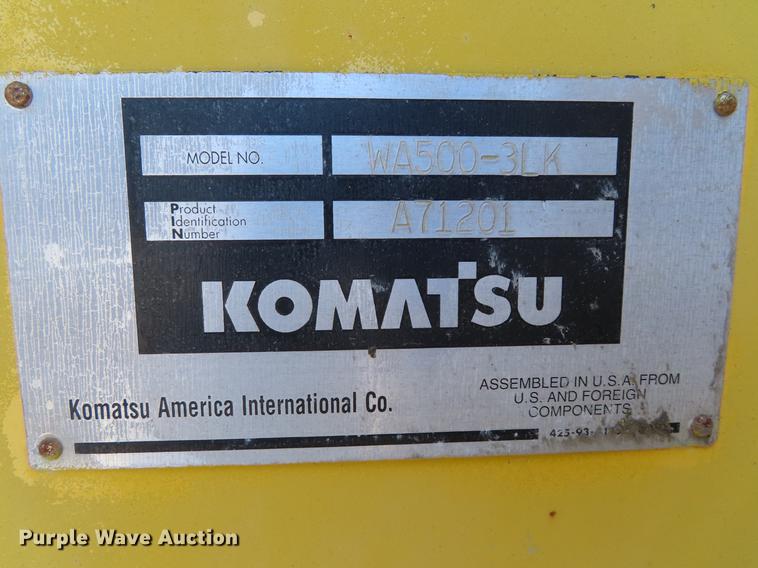 MODEL NO. WA500-3LK
Product
Identification
Number
A71201
KOMATSU
Komatsu America International Co.
ASSEMBLED IN U.S.A. FROM
U.S. AND FOREIGN
COMPONENTS
Purple Wave Auction